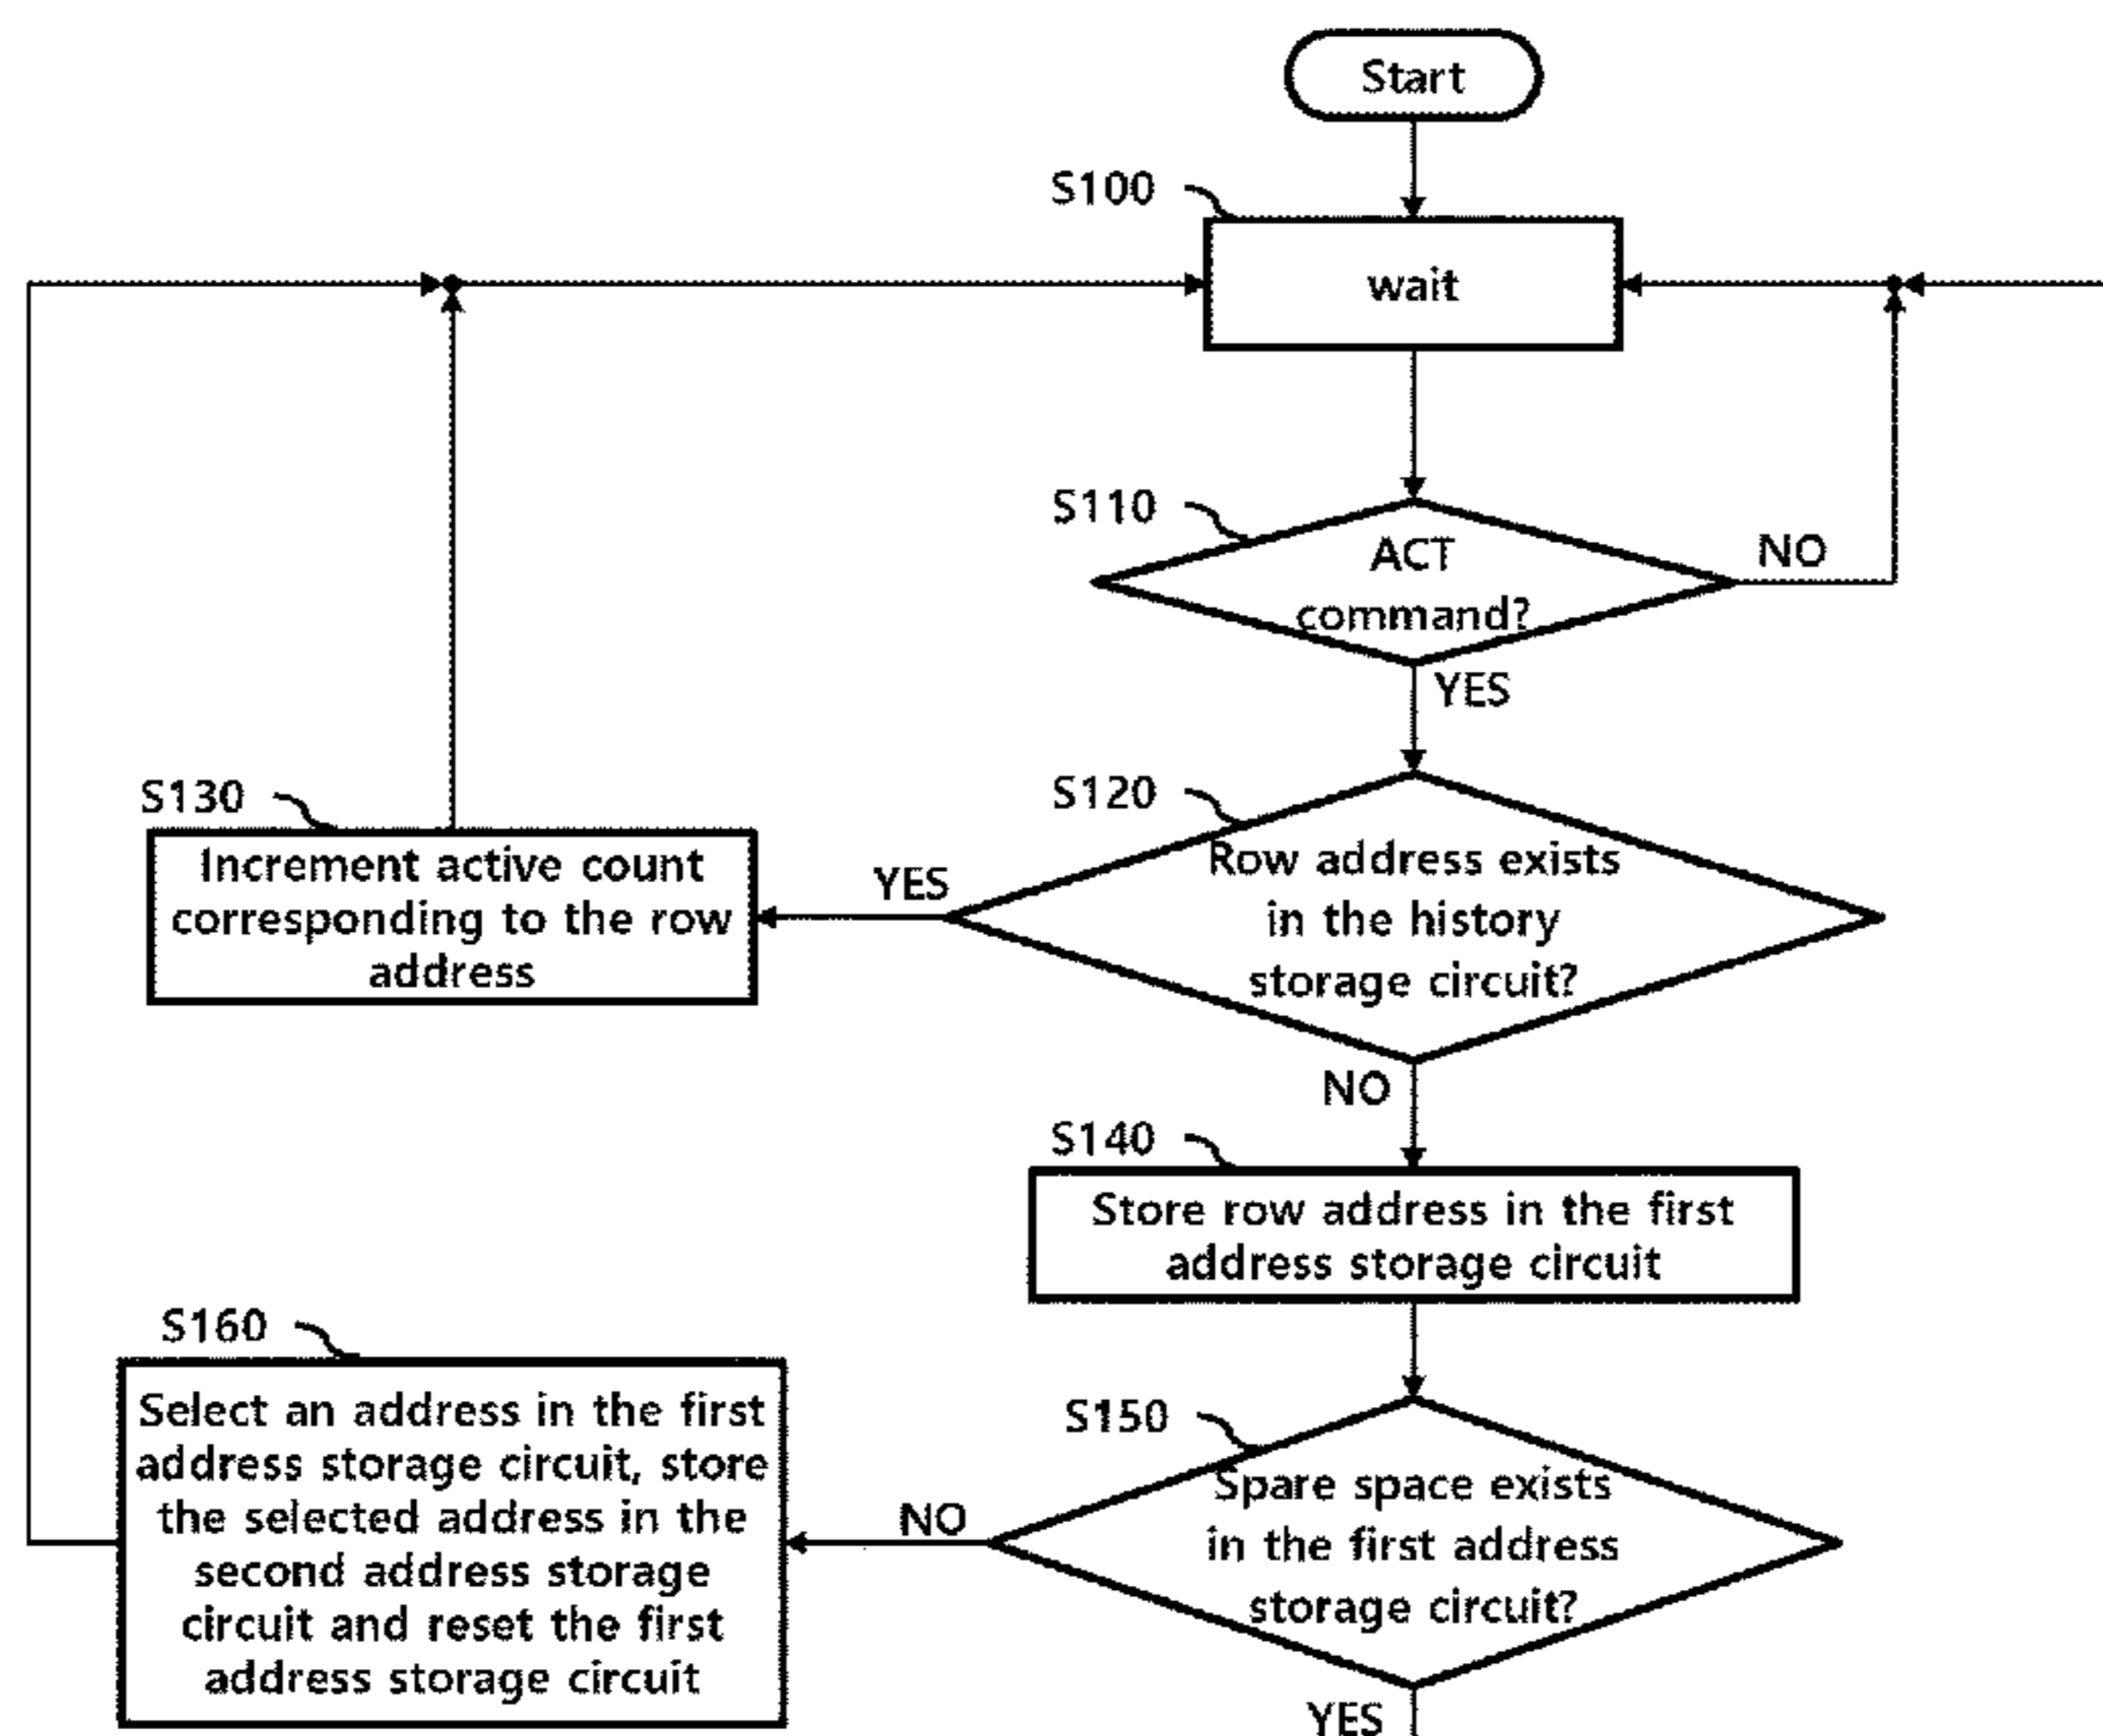 Start
S100
wait
S110
ACT
command?
NO
YES
S120
Row address exists
in the history
storage circuit?
YES
S130
Increment active count
corresponding to the row
address
NO
S140
Store row address in the first
address storage circuit
S150
Spare space exists
in the first address
storage circuit?
NO
S160
Select an address in the first
address storage circuit, store
the selected address in the
second address storage
circuit and reset the first
address storage circuit
YES